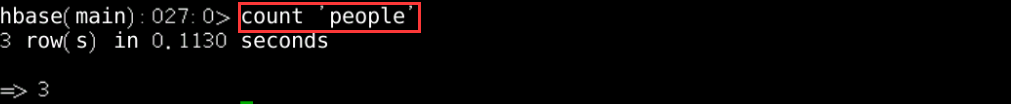 hbase(main):027:0> count 'people'
3 row(s) in 0.1130 seconds
=> 3